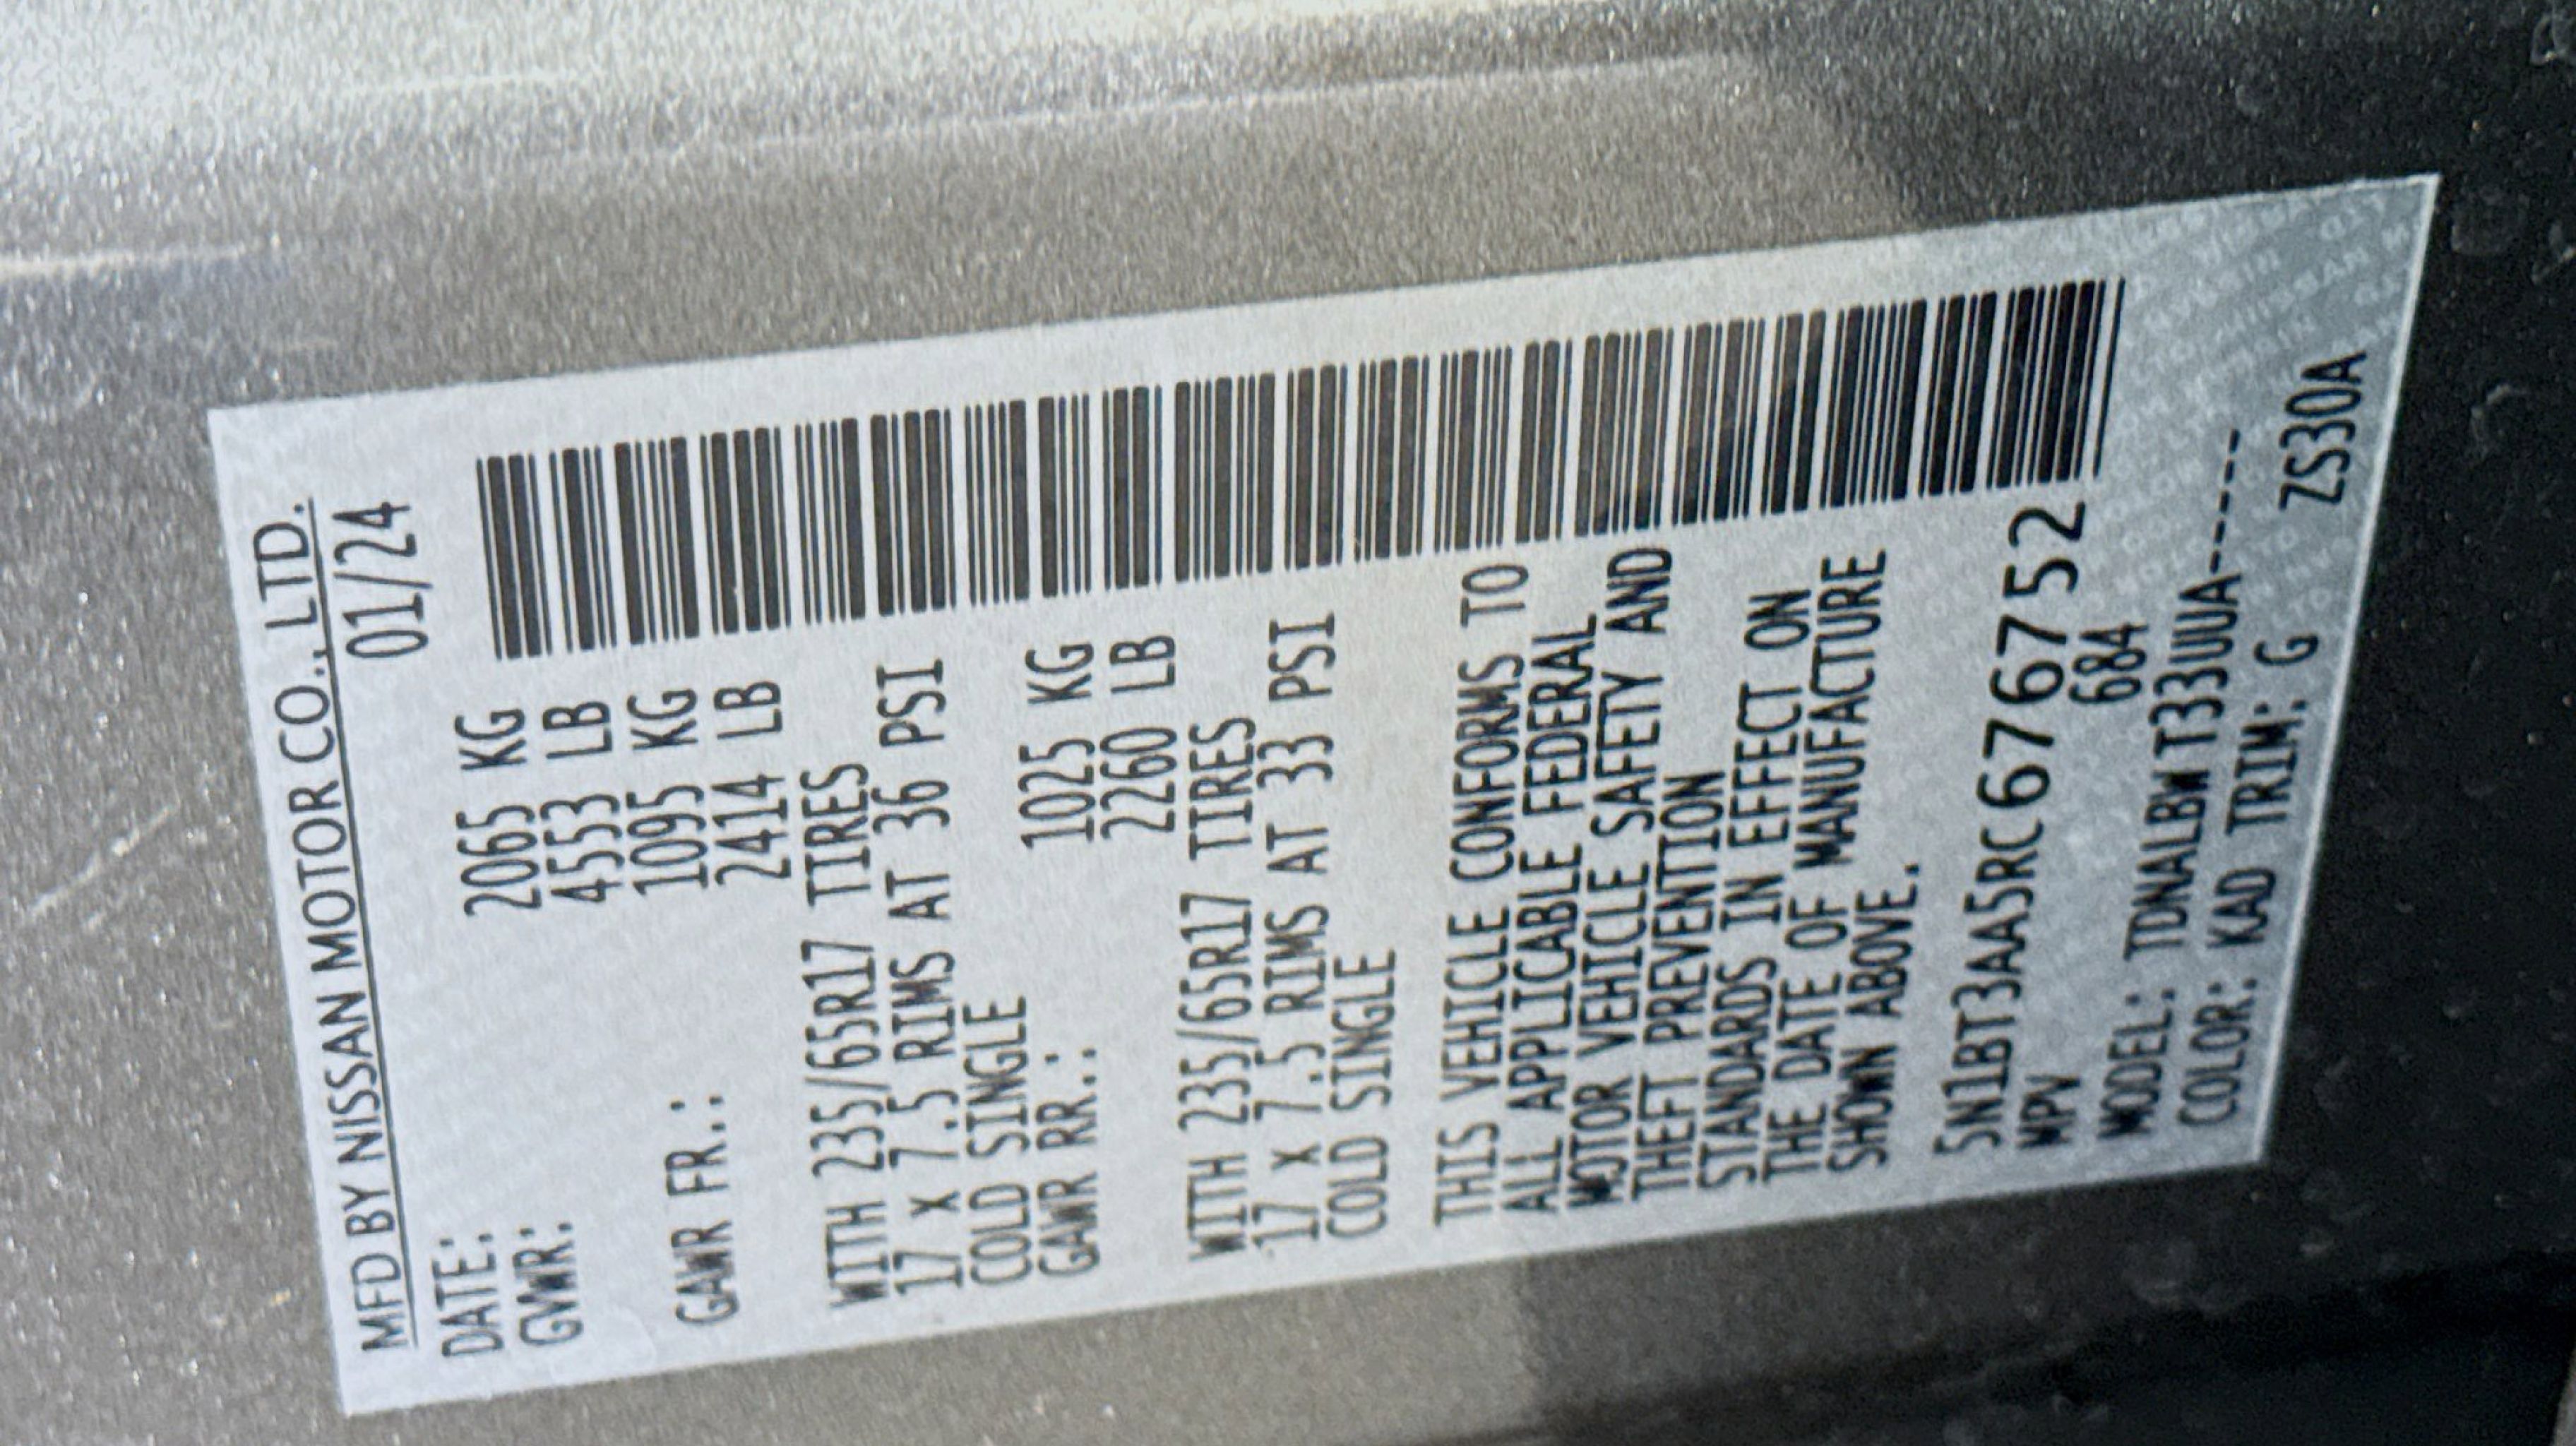 MFD BY NISSAN MOTOR CO., LTD.
DATE: 01/24
GVWR: 2065 KG
4553 LB
GAWR FR.: 1095 KG
2414 LB
WITH 235/65R17 TIRES
17 X 7.5 RIMS AT 36 PSI
COLD SINGLE
GAWR RR.: 1025 KG
2260 LB
WITH 235/65R17 TIRES
17 X 7.5 RIMS AT 33 PSI
COLD SINGLE
THIS VEHICLE CONFORMS TO
ALL APPLICABLE FEDERAL
MOTOR VEHICLE SAFETY AND
THEFT PREVENTION
STANDARDS IN EFFECT ON
THE DATE OF MANUFACTURE
SHOWN ABOVE.
5N1BT3AA5RC676752
MPV 684
MODEL: TDNALBWT33UUA-----
COLOR: KAD TRIM: G ZS30A